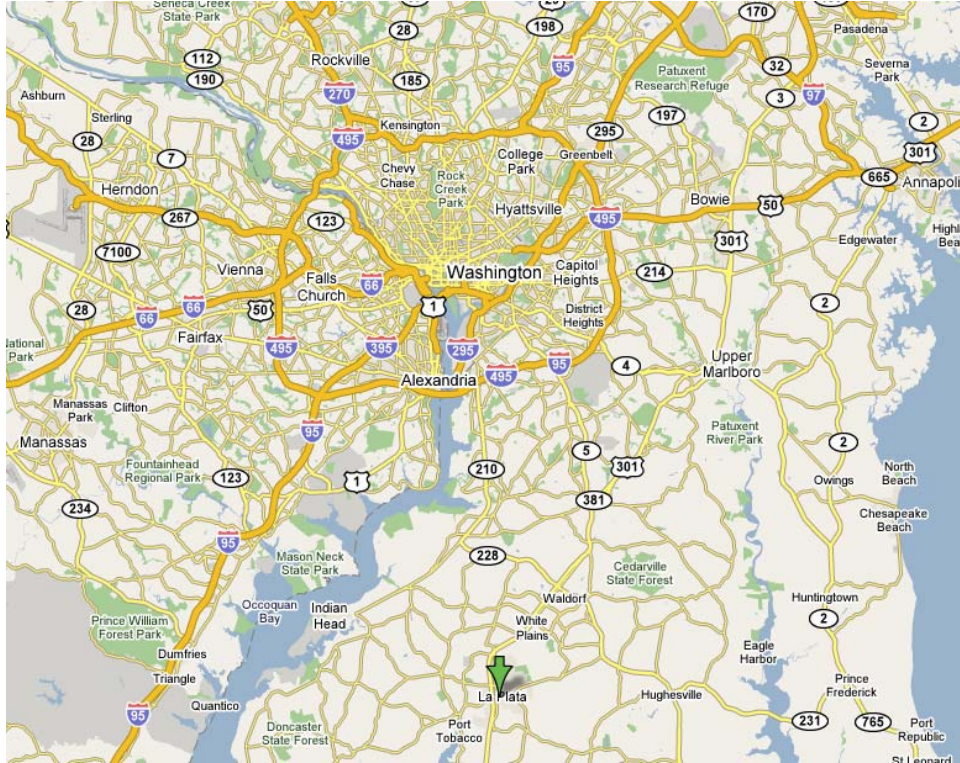 Seneca Creek
State Park
28
198
29
170
Pasadena
112
Rockville
95
32
Severna
Park
190
185
Patuxent
Research Refuge
270
3
97
Ashburn
Sterling
Kensington
197
2
28
495
295
301
7
Chevy
Chase
College
Park
Greenbelt
Rock
Creek
Park
665
Annapolis
Herndon
Hyattsville
Bowie
50
267
123
495
Highl
Bea
7100
301
Edgewater
Vienna
Falls
Church
66
Washington
Capitol
Heights
214
28
66
66
50
1
District
Heights
2
National
Park
Fairfax
495
395
295
95
4
Upper
Marlboro
Alexandria
495
Manassas
Park
Clifton
95
Patuxent
River Park
Manassas
5
2
Fountainhead
Regional Park
123
1
210
301
North
Beach
Owings
234
381
Chesapeake
Beach
95
Mason Neck
State Park
228
Cedarville
State Forest
Occoquan
Bay
Indian
Head
Waldorf
Huntingtown
Prince William
Forest Park
White
Plains
2
Dumfries
Eagle
Harbor
Triangle
La Plata
Hughesville
Prince
Frederick
Quantico
95
Doncaster
State Forest
Port
Tobacco
231
765
Port
Republic
St Leonard